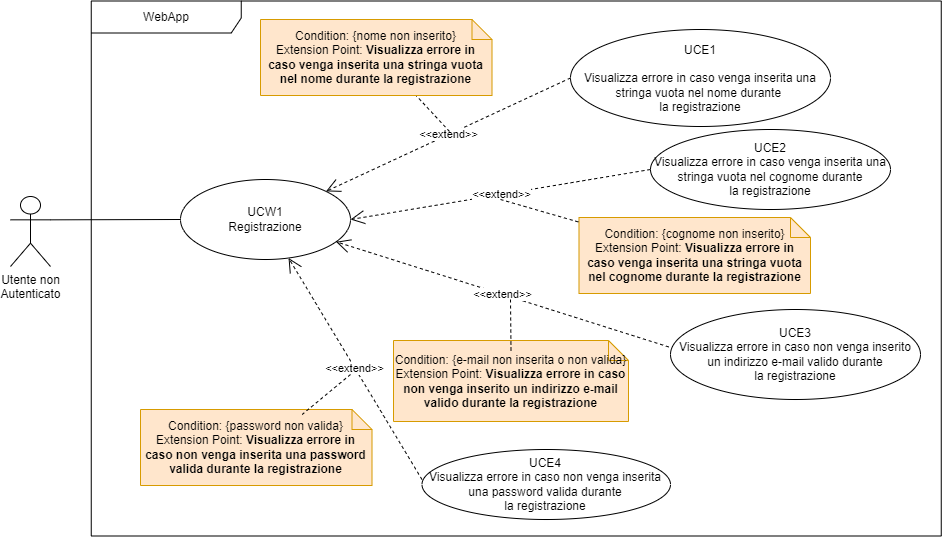 WebApp
Condition: {nome non inserito}
Extension Point: Visualizza errore in
caso venga inserita una stringa vuota
nel nome durante la registrazione
UCE1
Visualizza errore in caso venga inserita una
stringa vuota nel nome durante
la registrazione
<<extend>>
UCE2
Visualizza errore in caso venga inserita una
stringa vuota nel cognome durante
la registrazione
<<extend>>
UCW1
Registrazione
Condition: {cognome non inserito}
Extension Point: Visualizza errore in
caso venga inserita una stringa vuota
nel cognome durante la registrazione
Utente non
Autenticato
<<extend>>
UCE3
Visualizza errore in caso non venga inserito
un indirizzo e-mail valido durante
la registrazione
Condition: {e-mail non inserita o non valida}
Extension Point: Visualizza errore in caso
non venga inserito un indirizzo e-mail
valido durante la registrazione
<<extend>>
Condition: {password non valida}
Extension Point: Visualizza errore in
caso non venga inserita una password
valida durante la registrazione
UCE4
Visualizza errore in caso non venga inserita
una password valida durante
la registrazione